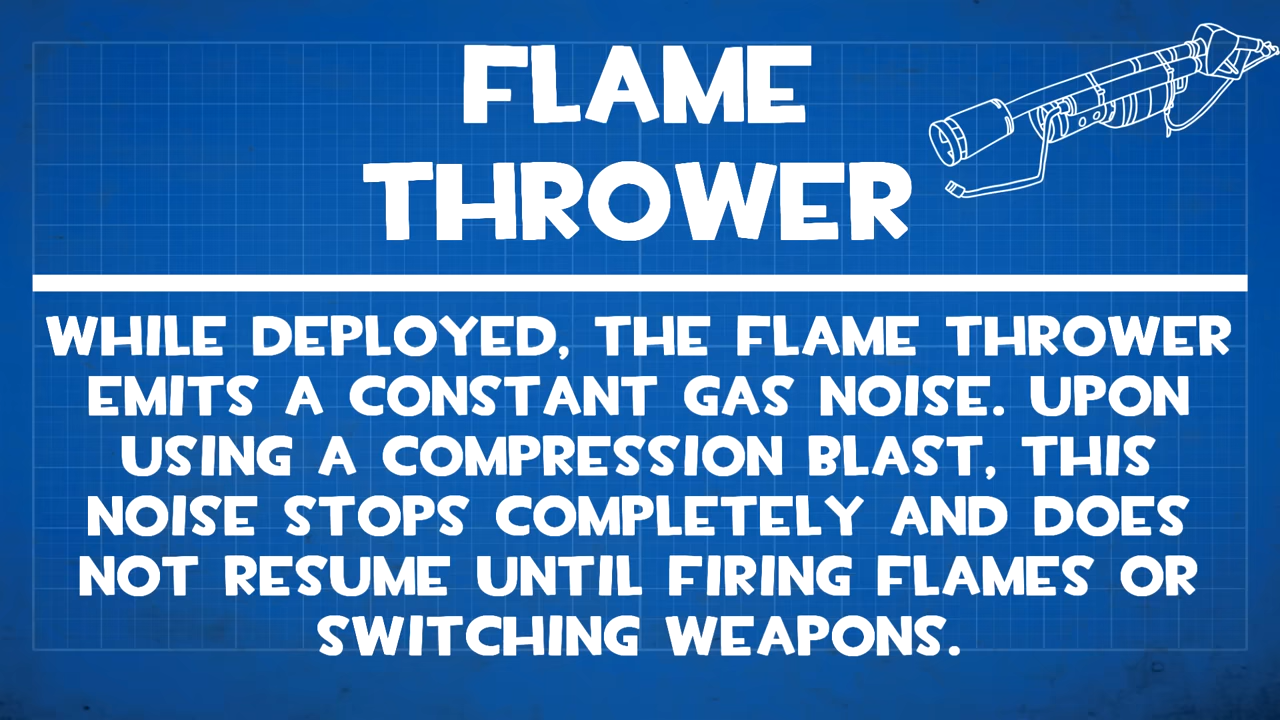 FLAME
THROWER
WHILE DEPLOYED, THE FLAME THROWER
EMITS A CONSTANT GAS NOISE. UPON
USING A COMPRESSION BLAST, THIS
NOISE STOPS COMPLETELY AND DOES
NOT RESUME UNTIL FIRING FLAMES OR
SWITCHING WEAPONS.